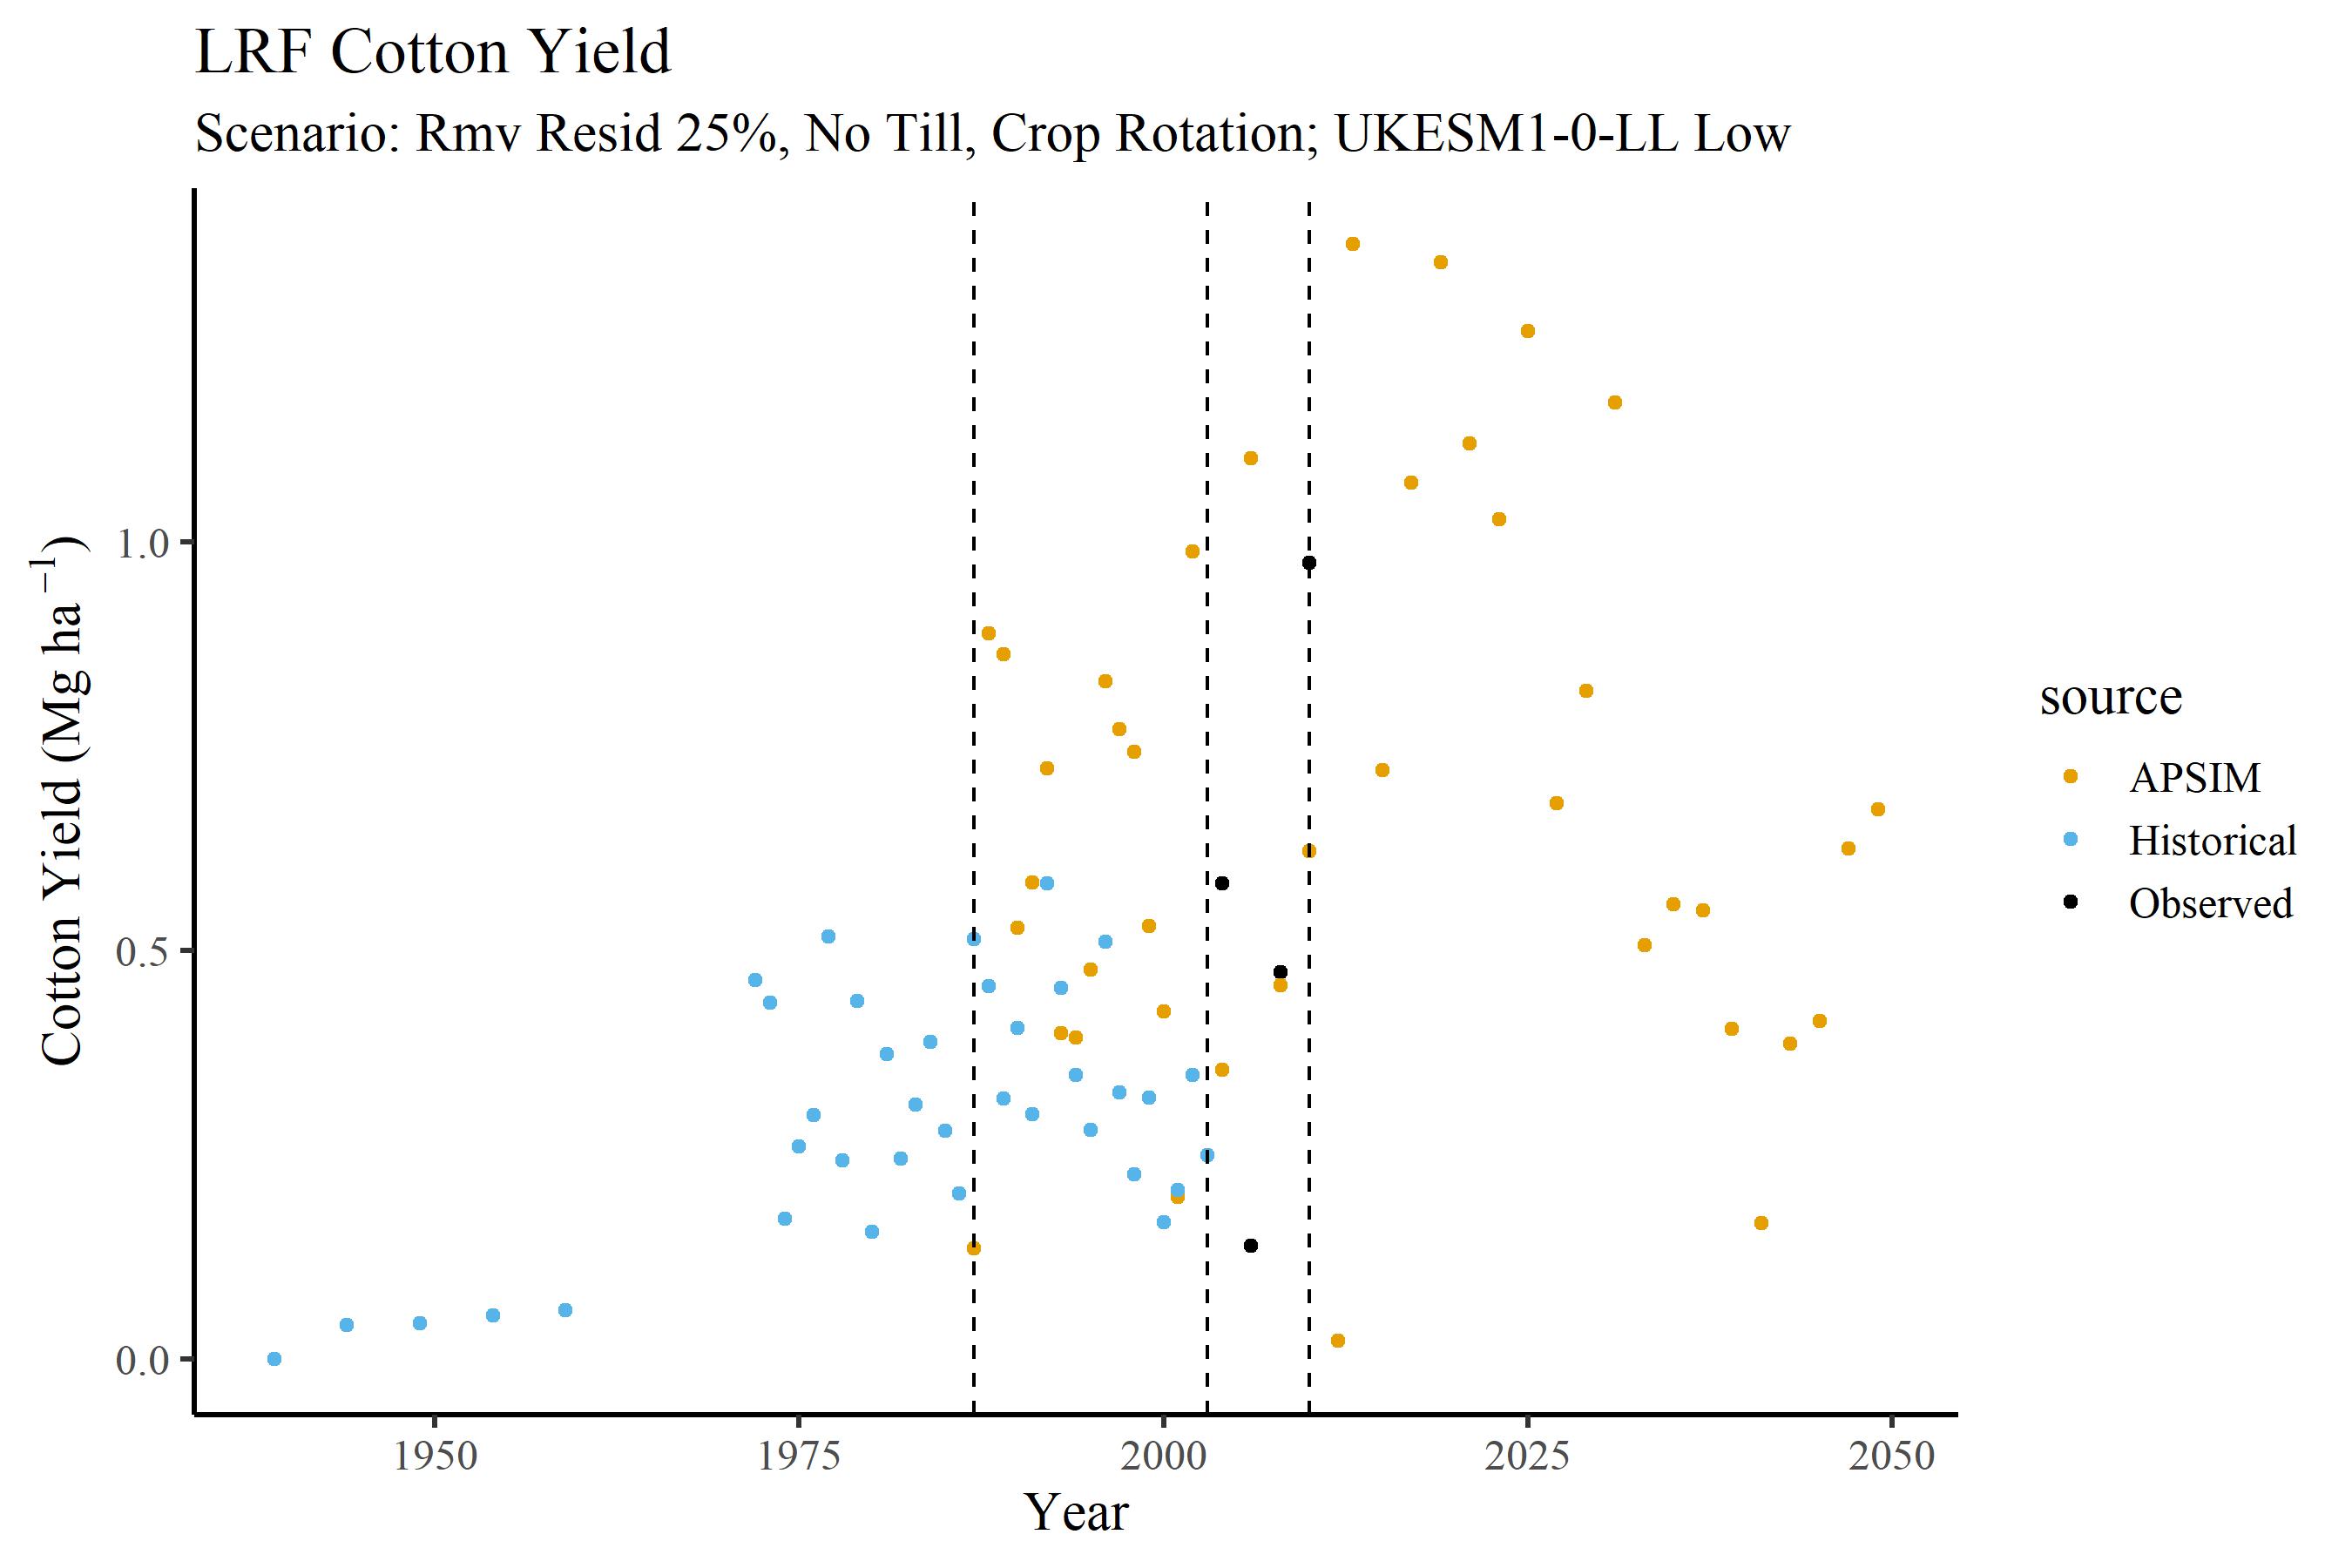 LRF Cotton Yield
Scenario: Rmv Resid 25%, No Till, Crop Rotation; UKESM1-0-LL Low
Cotton Yield (Mg ha⁻¹)
1.0
0.5
0.0
1950 1975 2000 2025 2050
Year
source
APSIM
Historical
Observed